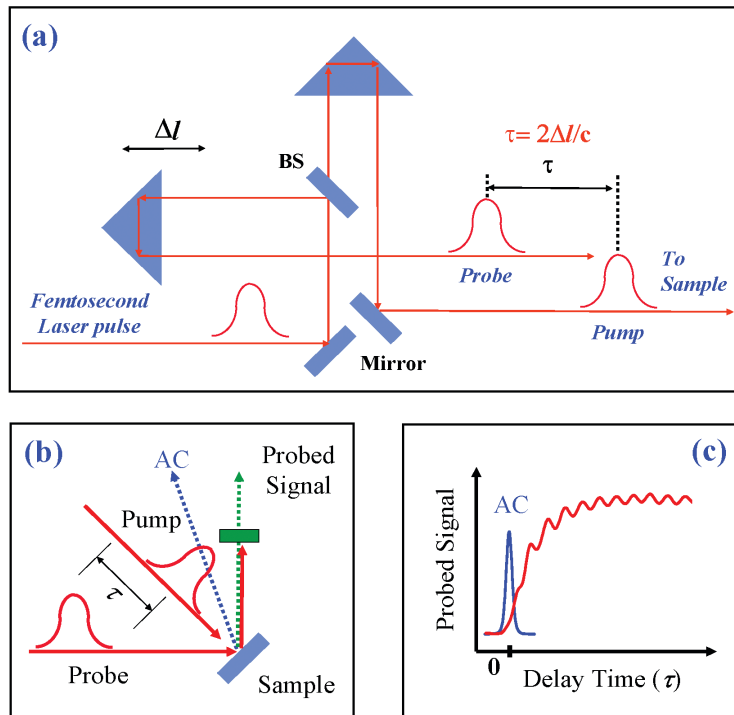 (a)
Δl
BS
τ= 2Δl/c
τ
Probe
To
Sample
Femtosecond
Laser pulse
Pump
Mirror
(b)
AC
Probed
Signal
Pump
τ
Probe
Sample
(c)
AC
Probed Signal
0
Delay Time (τ)